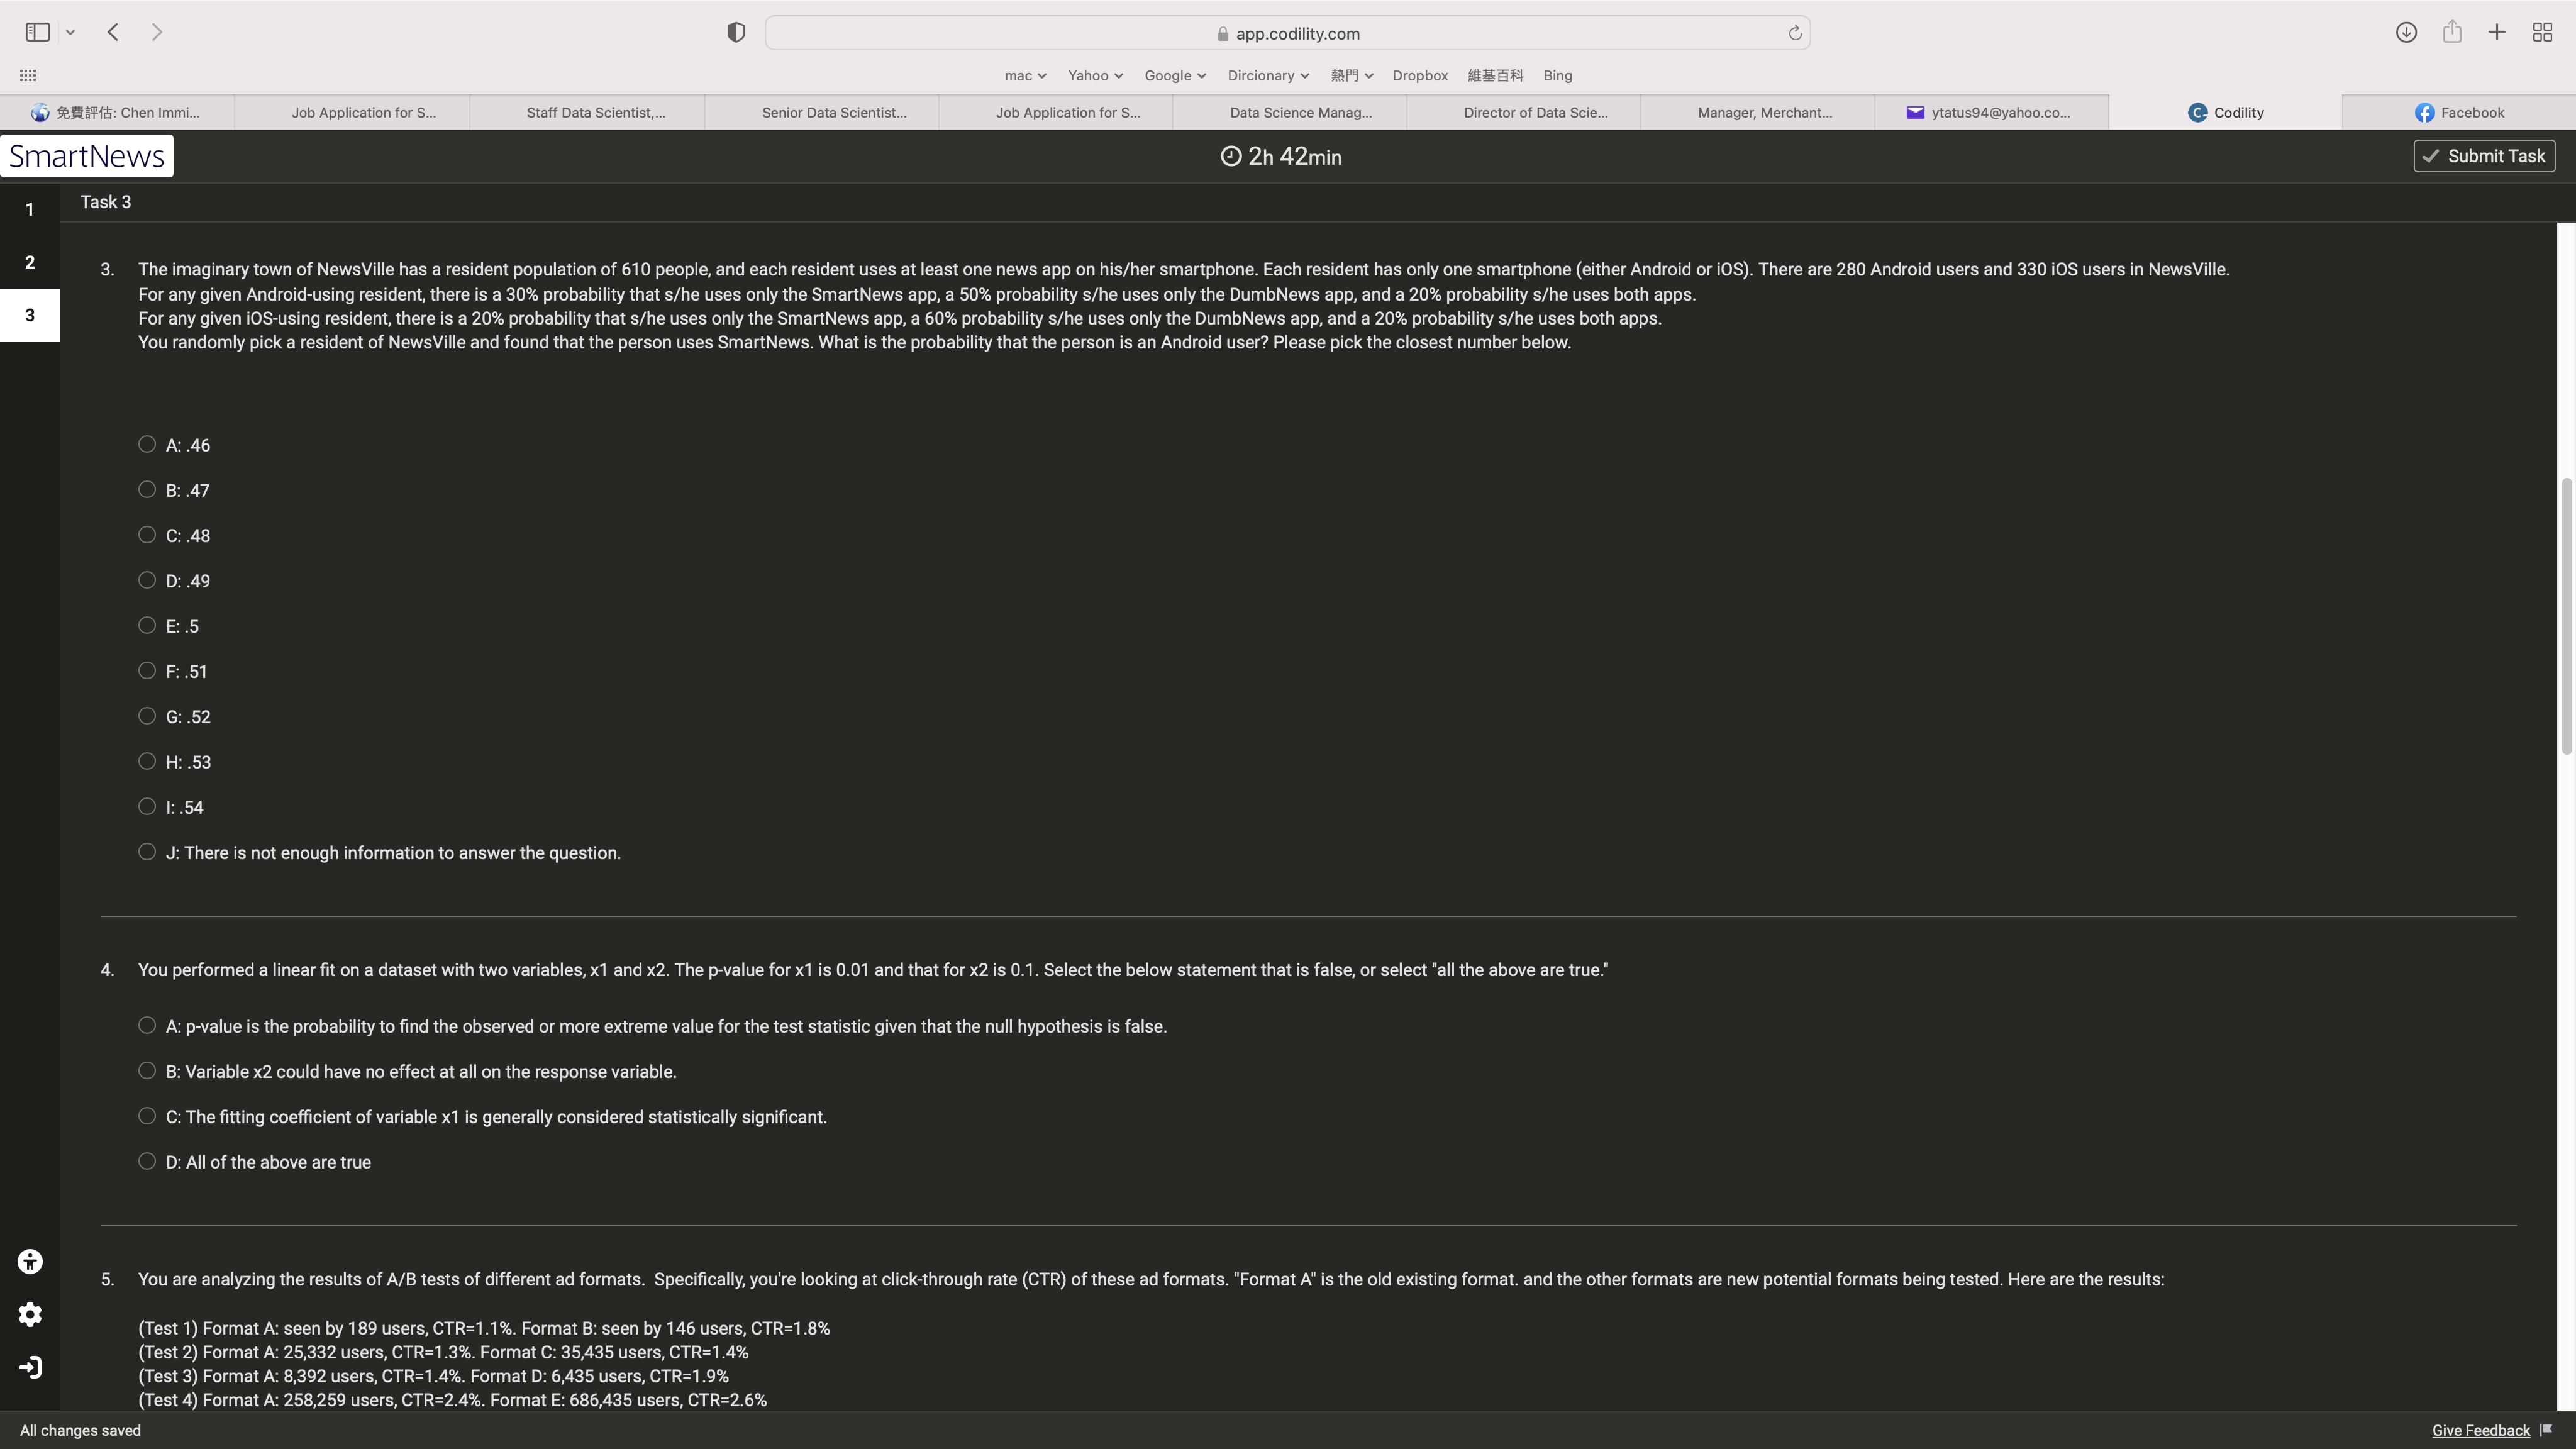 app.codility.com
mac Yahoo Google Dircionary 熱門 Dropbox 維基百科 Bing
免費評估: Chen Immi... Job Application for S... Staff Data Scientist,... Senior Data Scientist... Job Application for S... Data Science Manag... Director of Data Scie... Manager, Merchant... ytatus94@yahoo.co... Codility Facebook
SmartNews 2h 42min Submit Task
1
2
3
Task 3
3. The imaginary town of NewsVille has a resident population of 610 people, and each resident uses at least one news app on his/her smartphone. Each resident has only one smartphone (either Android or iOS). There are 280 Android users and 330 iOS users in NewsVille.
For any given Android-using resident, there is a 30% probability that s/he uses only the SmartNews app, a 50% probability s/he uses only the DumbNews app, and a 20% probability s/he uses both apps.
For any given iOS-using resident, there is a 20% probability that s/he uses only the SmartNews app, a 60% probability s/he uses only the DumbNews app, and a 20% probability s/he uses both apps.
You randomly pick a resident of NewsVille and found that the person uses SmartNews. What is the probability that the person is an Android user? Please pick the closest number below.
A: .46
B: .47
C: .48
D: .49
E: .5
F: .51
G: .52
H: .53
I: .54
J: There is not enough information to answer the question.
4. You performed a linear fit on a dataset with two variables, x1 and x2. The p-value for x1 is 0.01 and that for x2 is 0.1. Select the below statement that is false, or select "all the above are true."
A: p-value is the probability to find the observed or more extreme value for the test statistic given that the null hypothesis is false.
B: Variable x2 could have no effect at all on the response variable.
C: The fitting coefficient of variable x1 is generally considered statistically significant.
D: All of the above are true
5. You are analyzing the results of A/B tests of different ad formats. Specifically, you're looking at click-through rate (CTR) of these ad formats. "Format A" is the old existing format. and the other formats are new potential formats being tested. Here are the results:
(Test 1) Format A: seen by 189 users, CTR=1.1%. Format B: seen by 146 users, CTR=1.8%
(Test 2) Format A: 25,332 users, CTR=1.3%. Format C: 35,435 users, CTR=1.4%
(Test 3) Format A: 8,392 users, CTR=1.4%. Format D: 6,435 users, CTR=1.9%
(Test 4) Format A: 258,259 users, CTR=2.4%. Format E: 686,435 users, CTR=2.6%
All changes saved Give Feedback